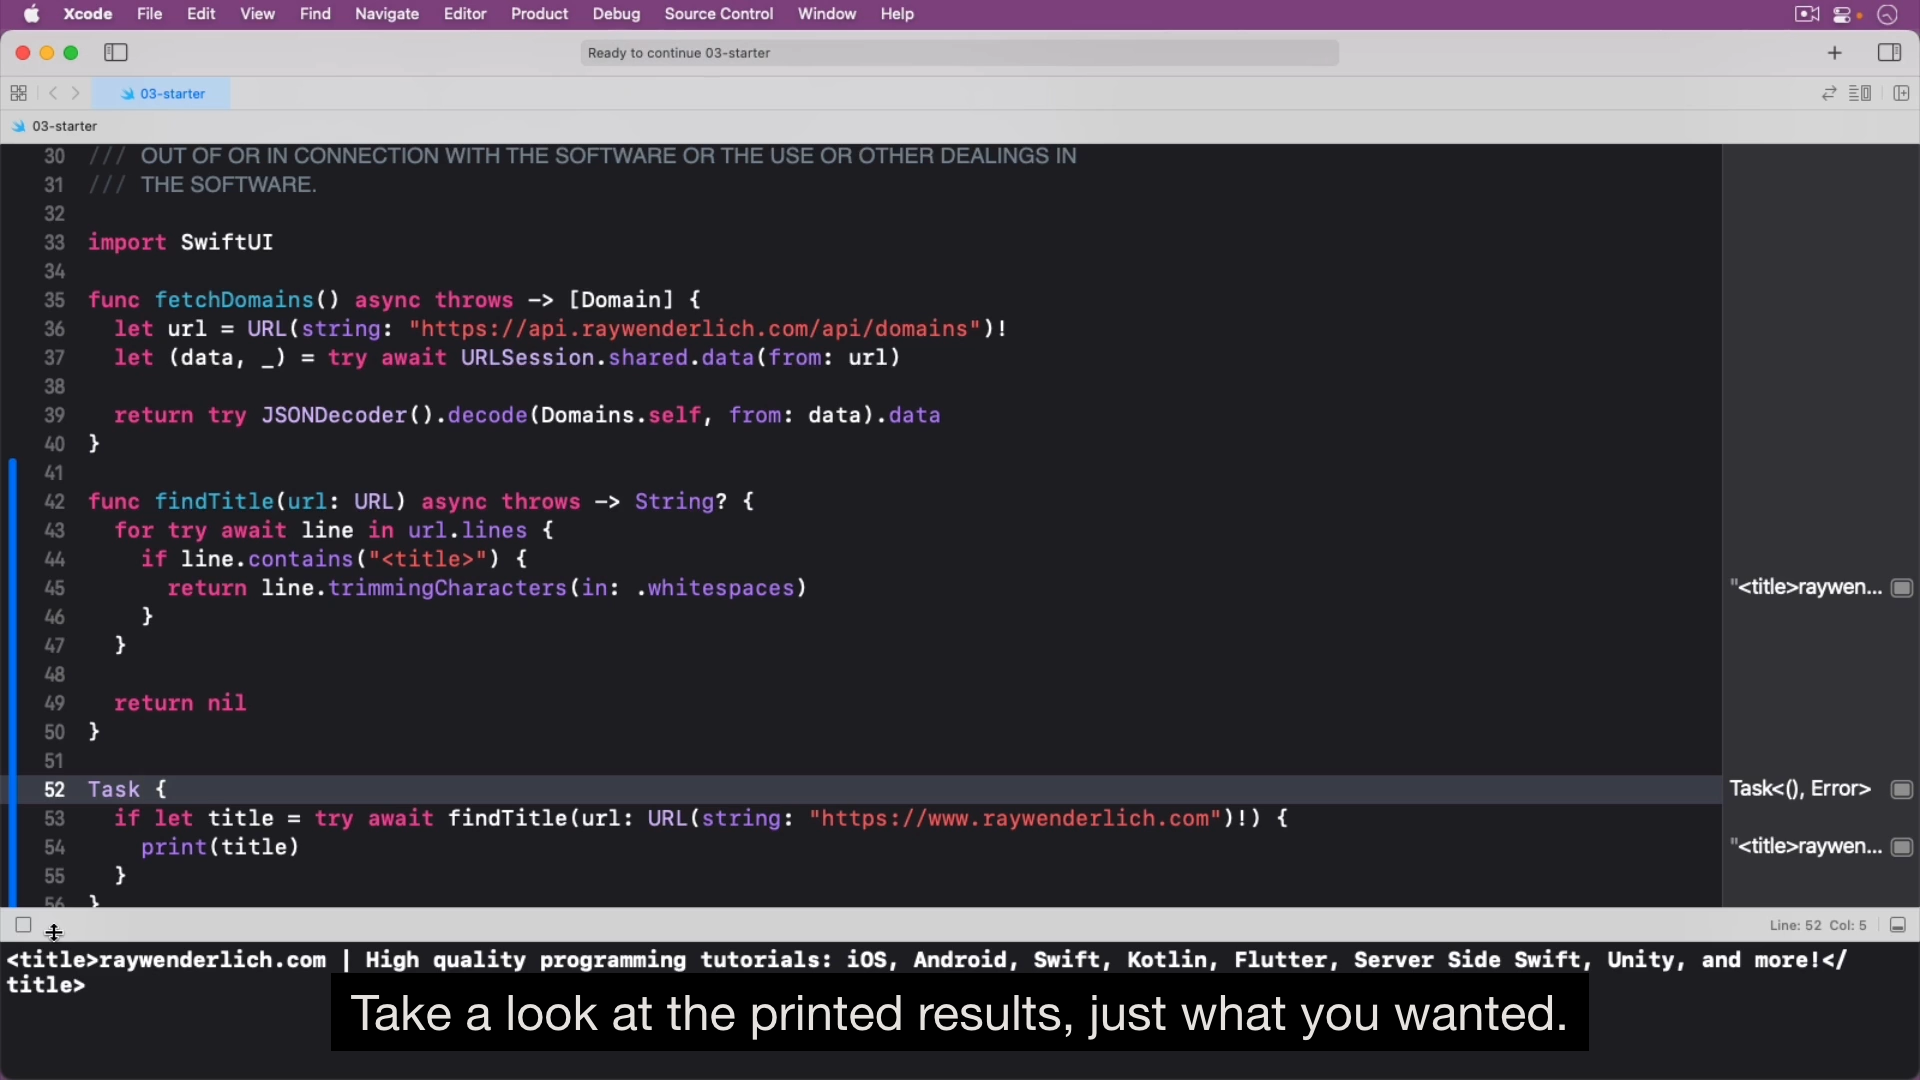 Xcode File Edit View Find Navigate Editor Product Debug Source Control Window Help
Ready to continue 03-starter
03-starter
03-starter
30 /// OUT OF OR IN CONNECTION WITH THE SOFTWARE OR THE USE OR OTHER DEALINGS IN
31 /// THE SOFTWARE.
32
33 import SwiftUI
34
35 func fetchDomains() async throws -> [Domain] {
36 let url = URL(string: "https://api.raywenderlich.com/api/domains")!
37 let (data, _) = try await URLSession.shared.data(from: url)
38
39 return try JSONDecoder().decode(Domains.self, from: data).data
40 }
41
42 func findTitle(url: URL) async throws -> String? {
43 for try await line in url.lines {
44 if line.contains("<title>") {
45 return line.trimmingCharacters(in: .whitespaces) "<title>raywen...
46 }
47 }
48
49 return nil
50 }
51
52 Task { Task<(), Error>
53 if let title = try await findTitle(url: URL(string: "https://www.raywenderlich.com")!) {
54 print(title) "<title>raywen...
55 }
56 }
Line: 52 Col: 5
<title>raywenderlich.com | High quality programming tutorials: iOS, Android, Swift, Kotlin, Flutter, Server Side Swift, Unity, and more!</
title>
Take a look at the printed results, just what you wanted.